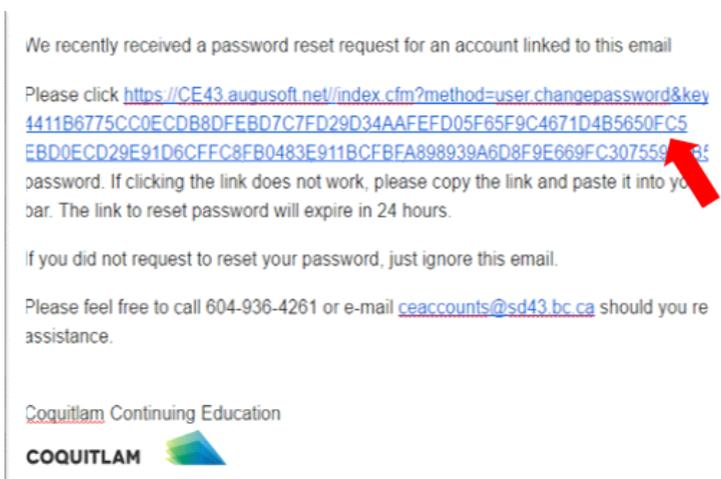 We recently received a password reset request for an account linked to this email
Please click https://CE43.augusoft.net//index.cfm?method=user.changepassword&key
4411B6775CC0ECDB8DFEBD7C7FD29D34AAFEFD05F65F9C4671D4B5650FC5
EBD0ECD29E91D6CFFC8FB0483E911BCFBFA898939A6D8F9E669FC307559
password. If clicking the link does not work, please copy the link and paste it into
bar. The link to reset password will expire in 24 hours.
If you did not request to reset your password, just ignore this email.
Please feel free to call 604-936-4261 or e-mail ceaccounts@sd43.bc.ca should you re
assistance.
Coquitlam Continuing Education
COQUITLAM